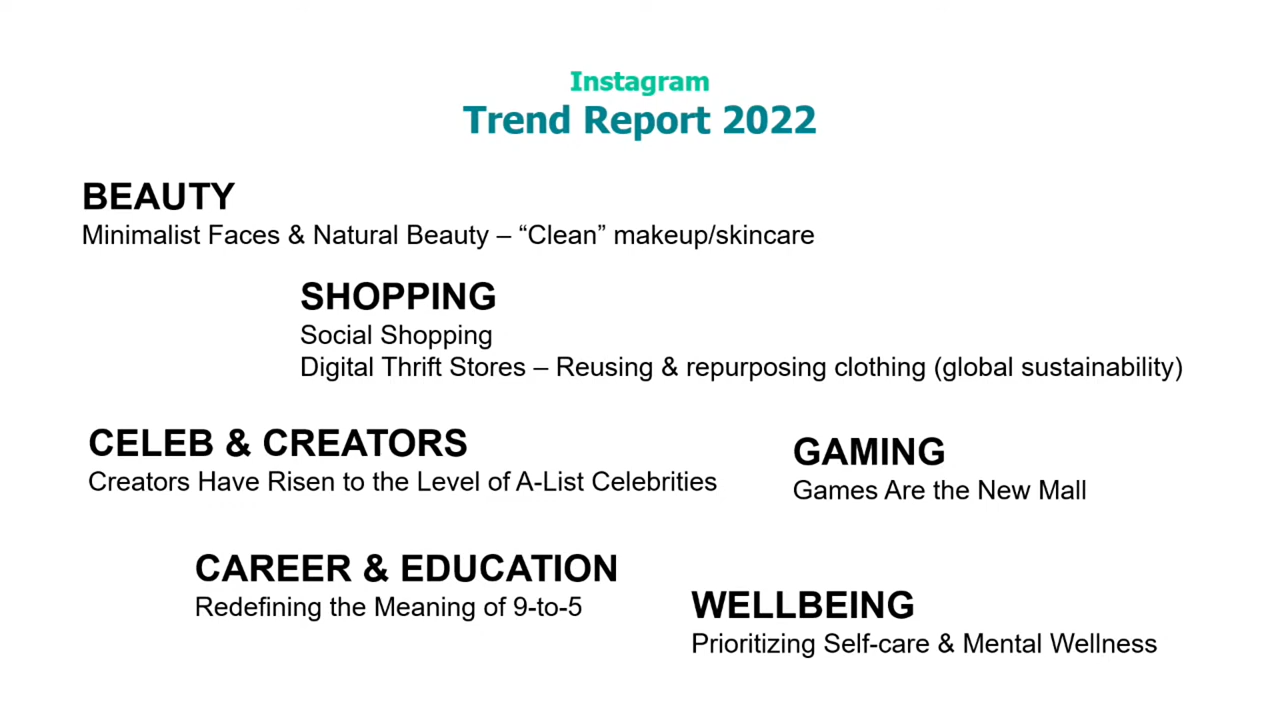 Instagram
Trend Report 2022
BEAUTY
Minimalist Faces & Natural Beauty – “Clean” makeup/skincare
SHOPPING
Social Shopping
Digital Thrift Stores – Reusing & repurposing clothing (global sustainability)
CELEB & CREATORS
Creators Have Risen to the Level of A-List Celebrities
GAMING
Games Are the New Mall
CAREER & EDUCATION
Redefining the Meaning of 9-to-5
WELLBEING
Prioritizing Self-care & Mental Wellness